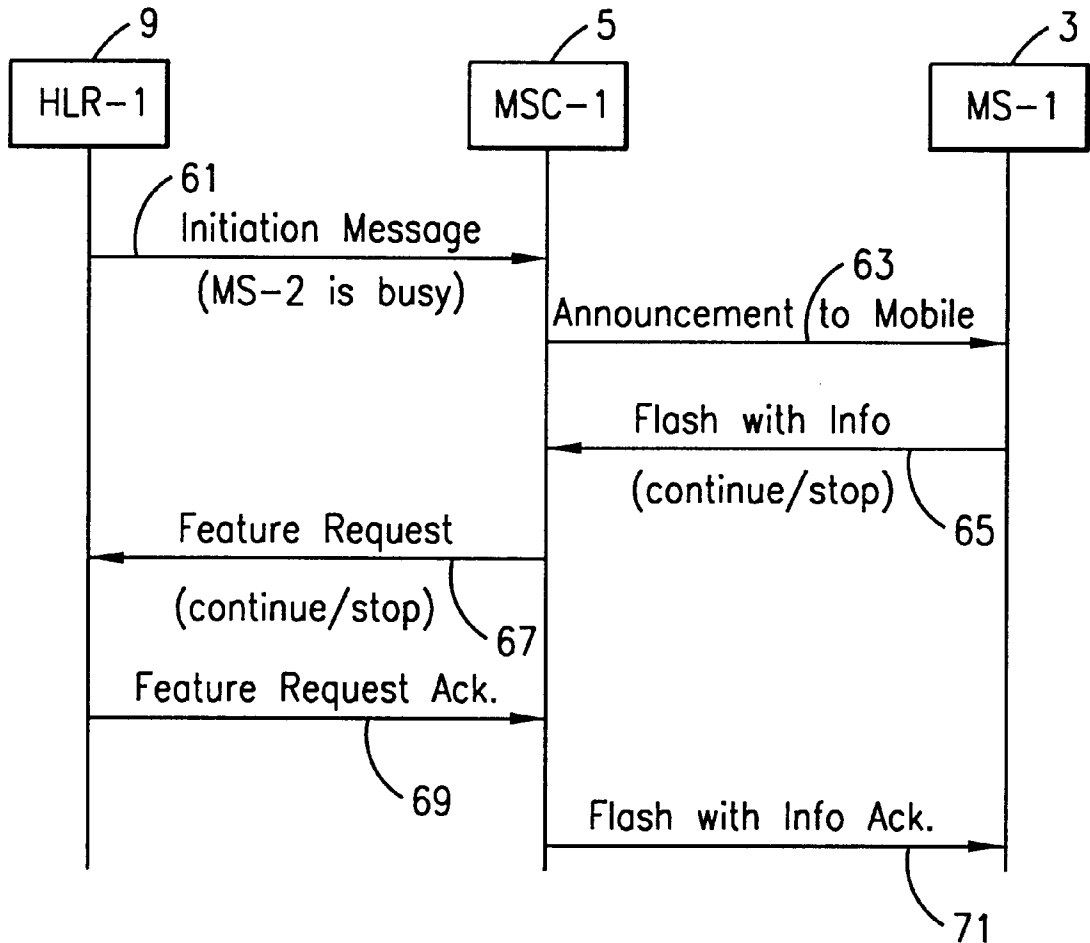 9
5
3
HLR-1
MSC-1
MS-1
61
Initiation Message
(MS-2 is busy)
63
Announcement to Mobile
Flash with Info
(continue/stop)
65
Feature Request
(continue/stop)
67
Feature Request Ack.
69
Flash with Info Ack.
71